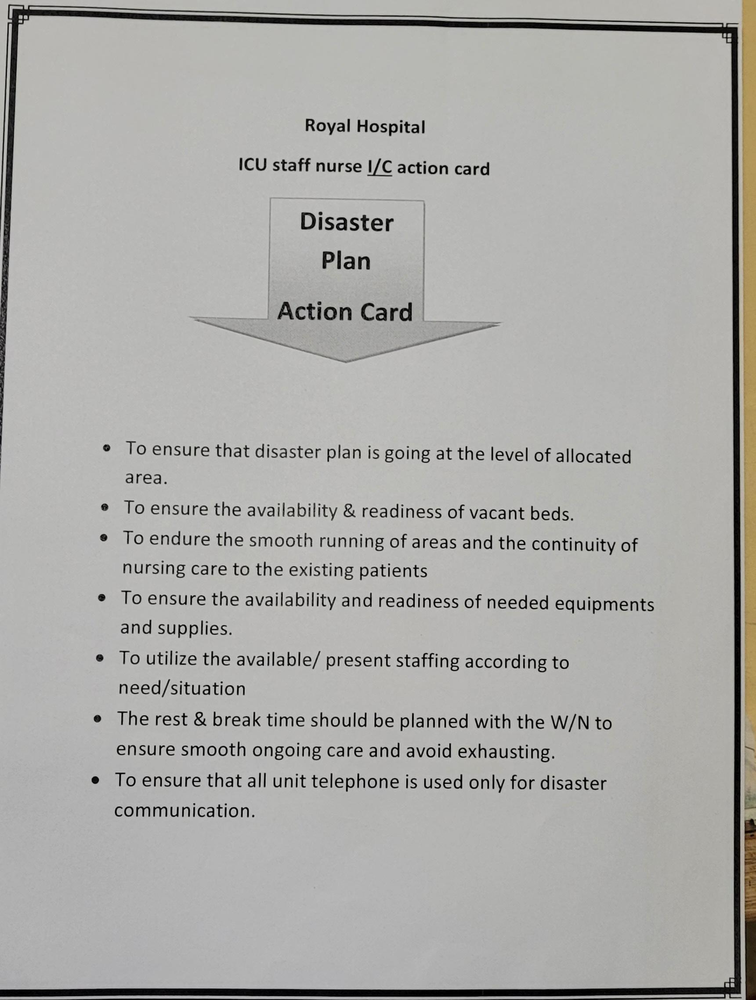 Royal Hospital
ICU staff nurse I/C action card
Disaster
Plan
Action Card
• To ensure that disaster plan is going at the level of allocated
area.
• To ensure the availability & readiness of vacant beds.
• To endure the smooth running of areas and the continuity of
nursing care to the existing patients
• To ensure the availability and readiness of needed equipments
and supplies.
• To utilize the available/ present staffing according to
need/situation
• The rest & break time should be planned with the W/N to
ensure smooth ongoing care and avoid exhausting.
• To ensure that all unit telephone is used only for disaster
communication.